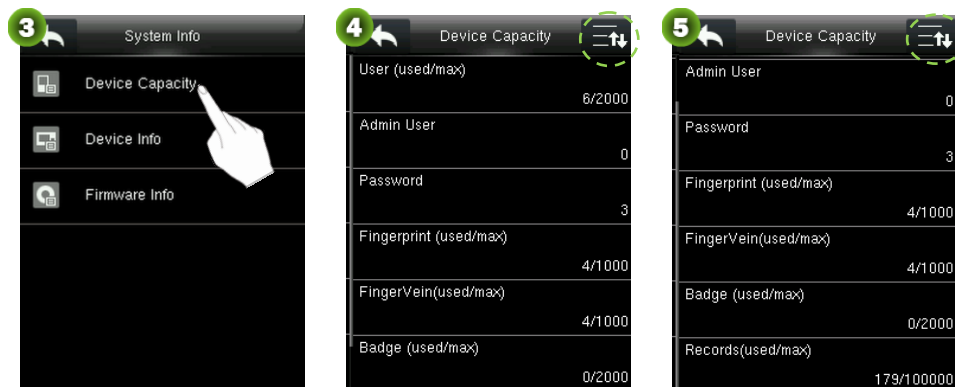 3
System Info
Device Capacity
Device Info
Firmware Info
4
Device Capacity
User (used/max)
6/2000
Admin User
0
Password
3
Fingerprint (used/max)
4/1000
FingerVein(used/max)
4/1000
Badge (used/max)
0/2000
5
Device Capacity
Admin User
0
Password
3
Fingerprint (used/max)
4/1000
FingerVein(used/max)
4/1000
Badge (used/max)
0/2000
Records(used/max)
179/100000